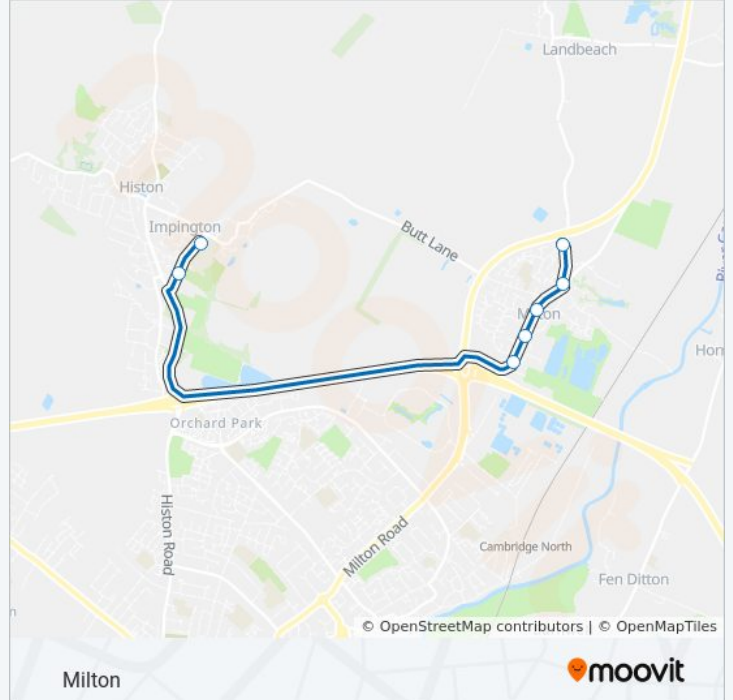 Landbeach
Histon
Impington
Butt Lane
Milton
Hon
Orchard Park
Histon Road
Milton Road
Cambridge North
Fen Ditton
© OpenStreetMap contributors | © OpenMapTiles
Milton
moovit